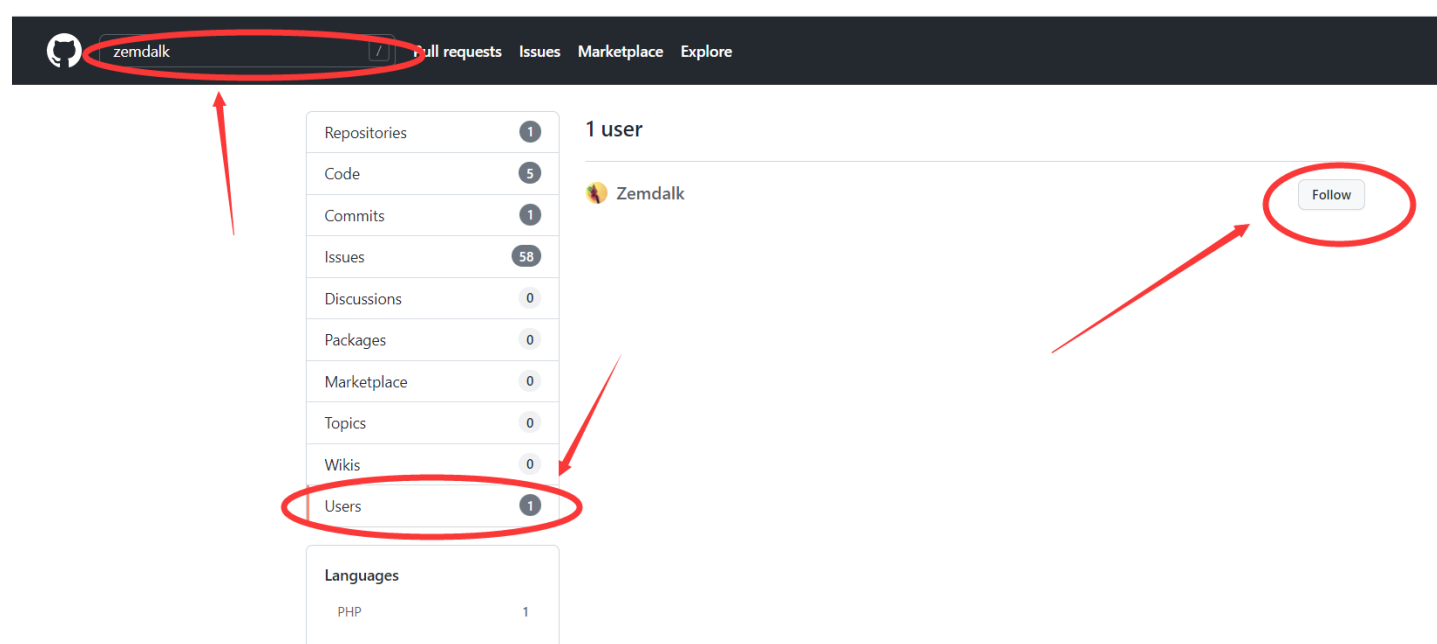 zemdalk / Pull requests Issues Marketplace Explore
Repositories 1
Code 5
Commits 1
Issues 58
Discussions 0
Packages 0
Marketplace 0
Topics 0
Wikis 0
Users 1
Languages
PHP 1
1 user
Zemdalk Follow